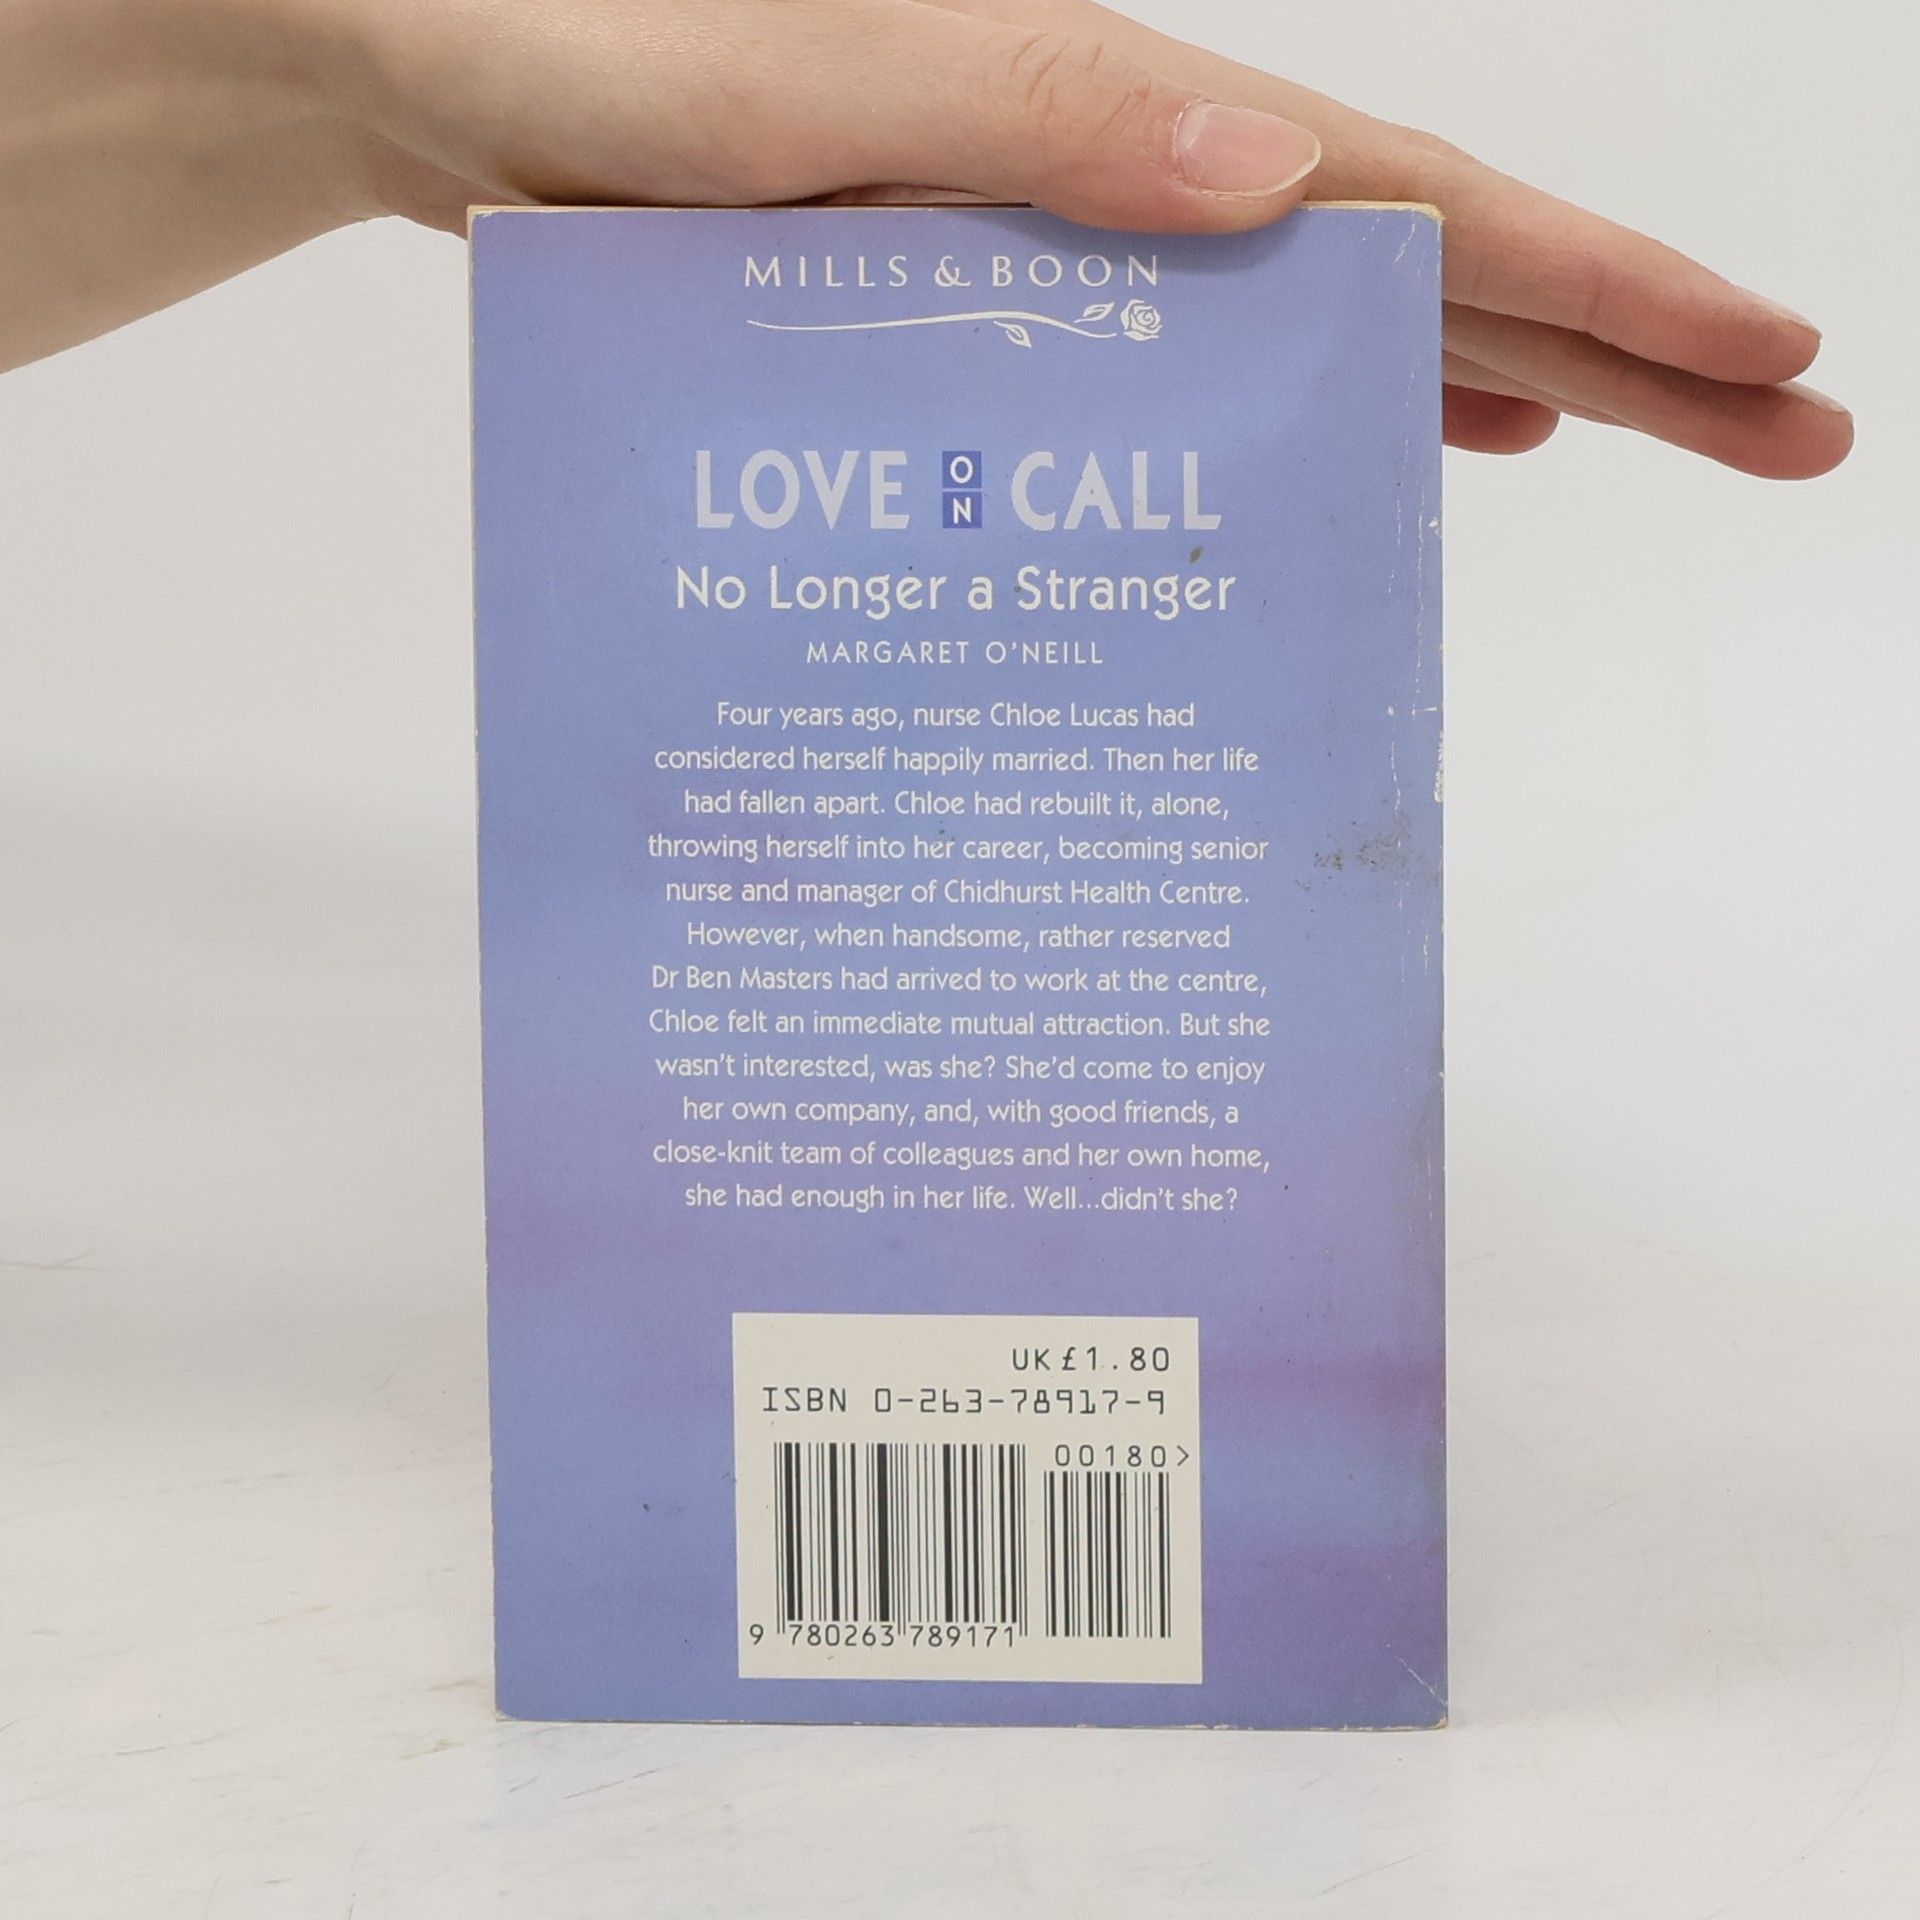 MILLS & BOON
LOVE ON CALL
No Longer a Stranger
MARGARET O'NEILL
Four years ago, nurse Chloe Lucas had
considered herself happily married. Then her life
had fallen apart. Chloe had rebuilt it, alone,
throwing herself into her career, becoming senior
nurse and manager of Chidhurst Health Centre.
However, when handsome, rather reserved
Dr Ben Masters had arrived to work at the centre,
Chloe felt an immediate mutual attraction. But she
wasn't interested, was she? She'd come to enjoy
her own company, and, with good friends, a
close-knit team of colleagues and her own home,
she had enough in her life. Well...didn't she?
UK £1.80
ISBN 0-263-78917-9
00180>
9 780263 789171